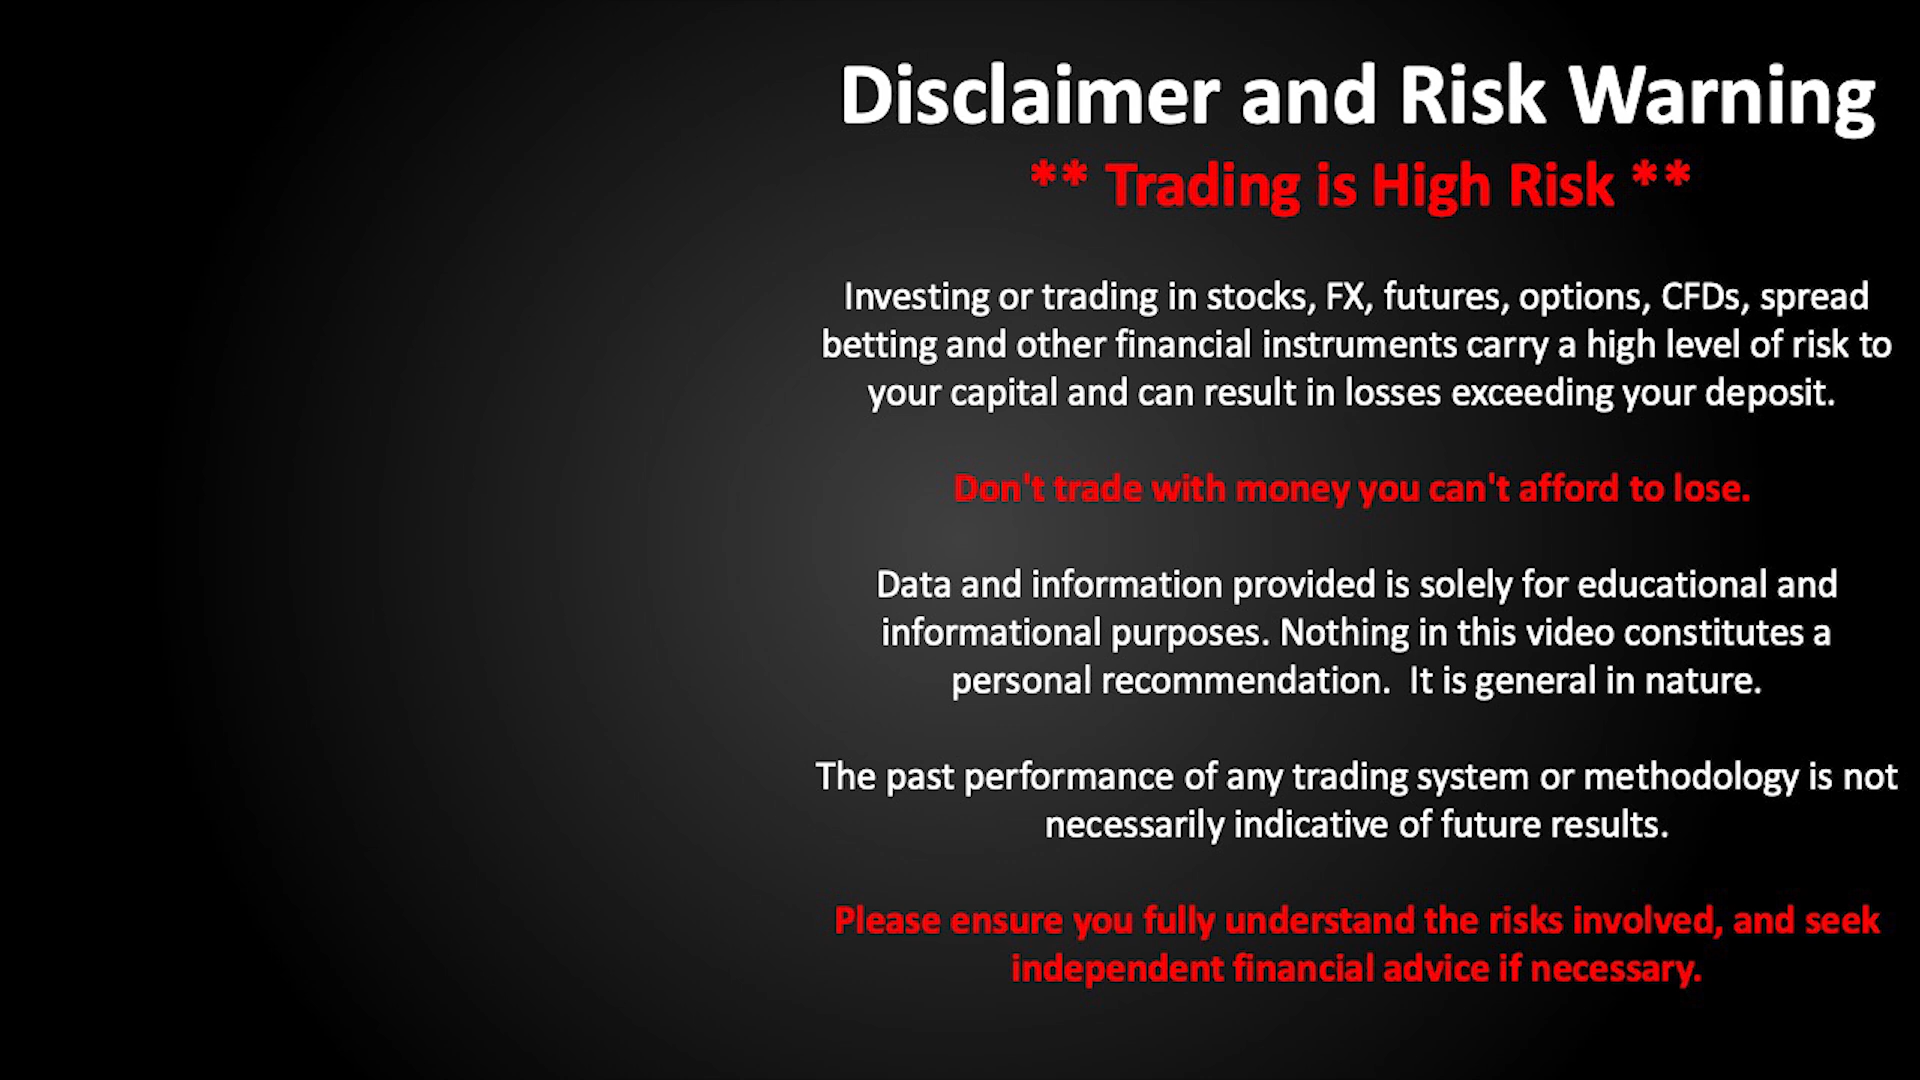 Disclaimer and Risk Warning
** Trading is High Risk **
Investing or trading in stocks, FX, futures, options, CFDs, spread
betting and other financial instruments carry a high level of risk to
your capital and can result in losses exceeding your deposit.
Don't trade with money you can't afford to lose.
Data and information provided is solely for educational and
informational purposes. Nothing in this video constitutes a
personal recommendation.  It is general in nature.
The past performance of any trading system or methodology is not
necessarily indicative of future results.
Please ensure you fully understand the risks involved, and seek
independent financial advice if necessary.